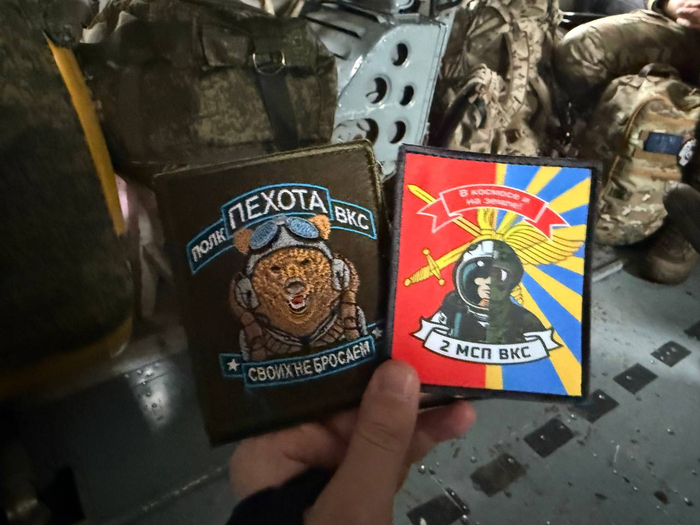 ПОЛК ПЕХОТА ВКС
СВОИХ НЕ БРОСАЕМ
В космосе и
на земле!
2 МСП ВКС